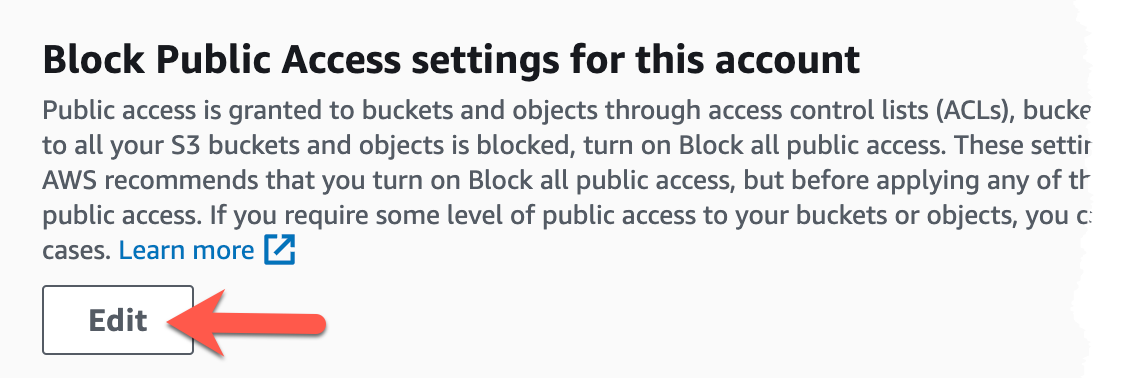 Block Public Access settings for this account
Public access is granted to buckets and objects through access control lists (ACLs),
to all your S3 buckets and objects is blocked, turn on Block all public access. These
AWS recommends that you turn on Block all public access, but before applying any of
public access. If you require some level of public access to your buckets or objects, you
cases. Learn more
Edit